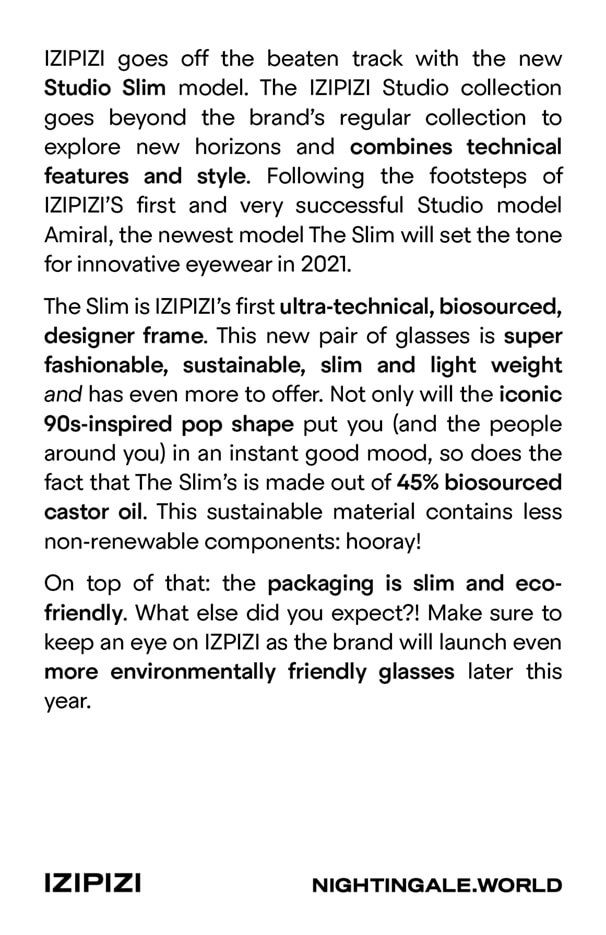 IZIPIZI goes off the beaten track with the new
Studio Slim model. The IZIPIZI Studio collection
goes beyond the brand’s regular collection to
explore new horizons and combines technical
features and style. Following the footsteps of
IZIPIZI’S first and very successful Studio model
Amiral, the newest model The Slim will set the tone
for innovative eyewear in 2021.
The Slim is IZIPIZI’s first ultra-technical, biosourced,
designer frame. This new pair of glasses is super
fashionable, sustainable, slim and light weight
and has even more to offer. Not only will the iconic
90s-inspired pop shape put you (and the people
around you) in an instant good mood, so does the
fact that The Slim’s is made out of 45% biosourced
castor oil. This sustainable material contains less
non-renewable components: hooray!
On top of that: the packaging is slim and eco-
friendly. What else did you expect?! Make sure to
keep an eye on IZPIZI as the brand will launch even
more environmentally friendly glasses later this
year.
IZIPIZI
NIGHTINGALE.WORLD